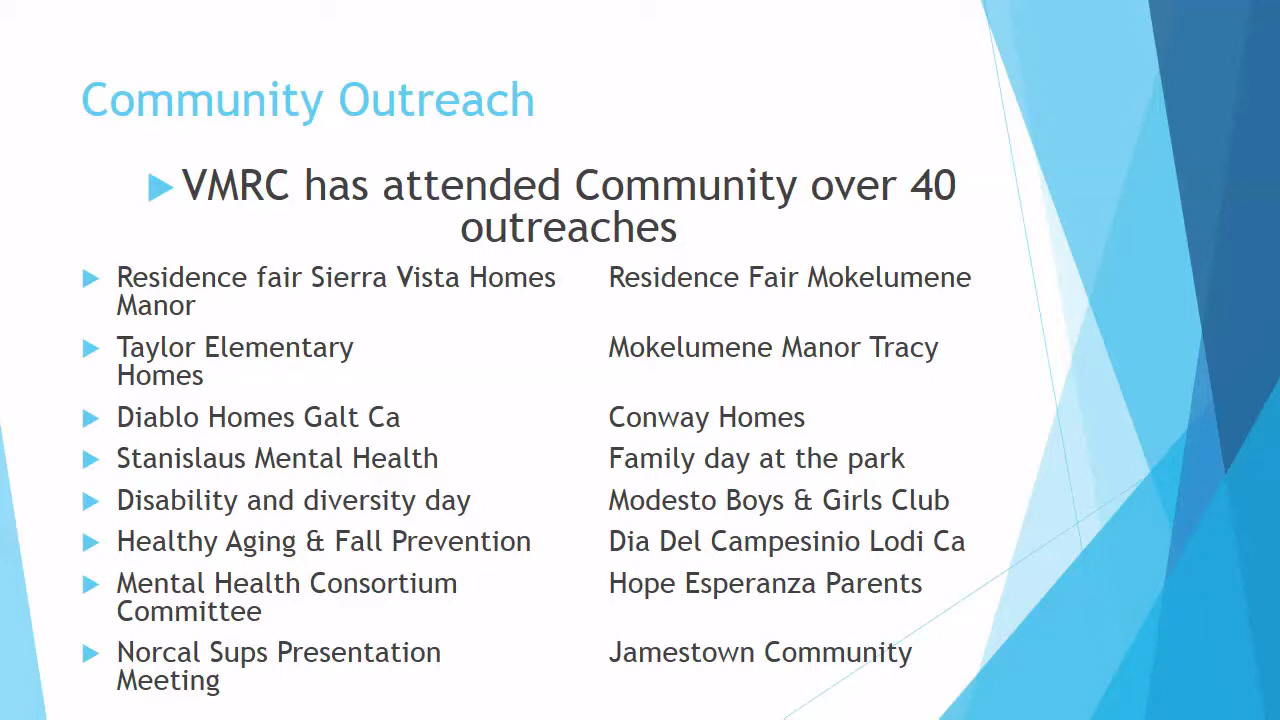 Community Outreach
VMRC has attended Community over 40
outreaches
Residence fair Sierra Vista Homes Residence Fair Mokelumene
Manor
Taylor Elementary Mokelumene Manor Tracy
Homes
Diablo Homes Galt Ca Conway Homes
Stanislaus Mental Health Family day at the park
Disability and diversity day Modesto Boys & Girls Club
Healthy Aging & Fall Prevention Dia Del Campesinio Lodi Ca
Mental Health Consortium Hope Esperanza Parents
Committee
Norcal Sups Presentation Jamestown Community
Meeting